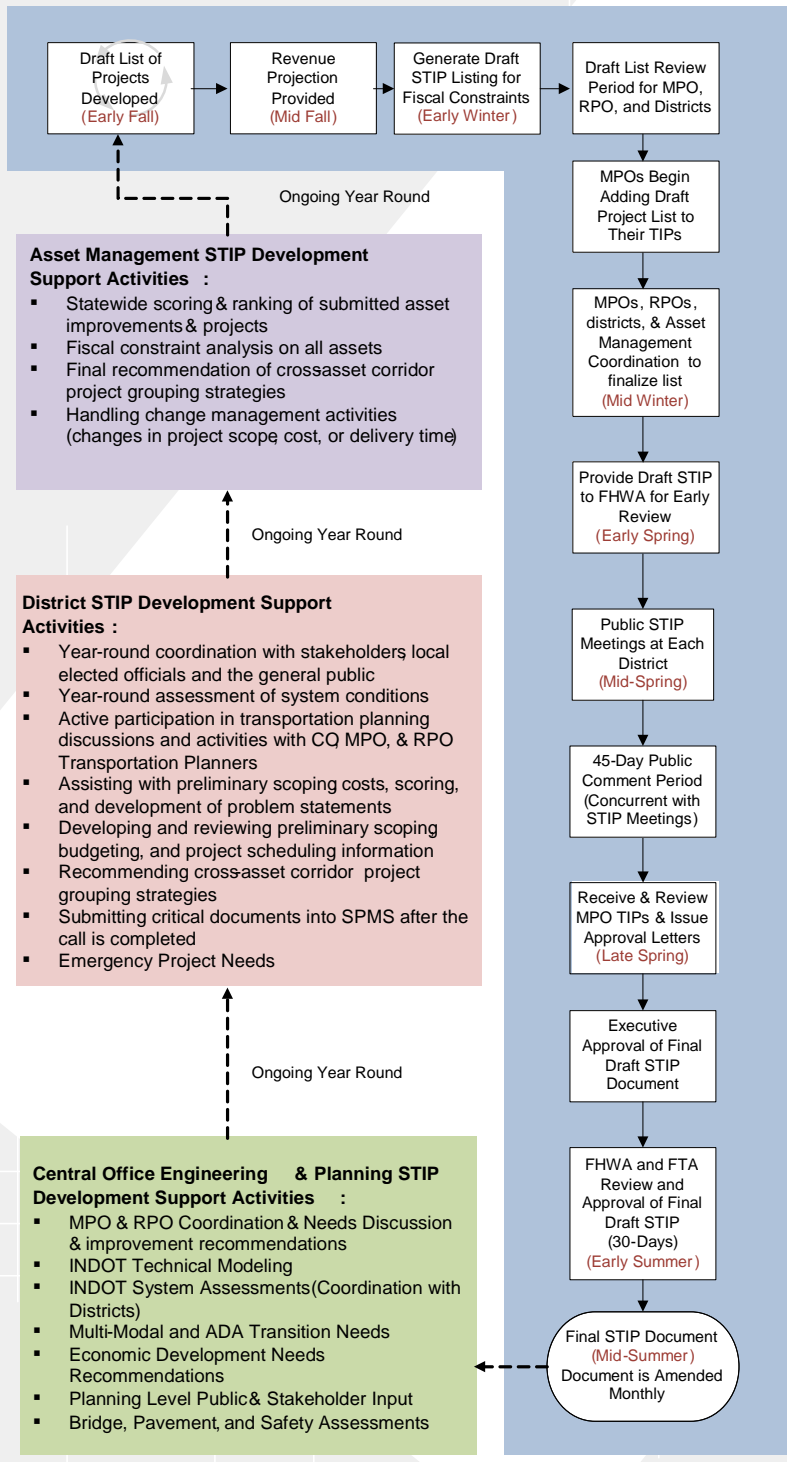 Draft List of
Projects
Developed
(Early Fall)
Revenue
Projection
Provided
(Mid Fall)
Generate Draft
STIP Listing for
Fiscal Constraints
(Early Winter)
Draft List Review
Period for MPO,
RPO, and Districts
MPOs Begin
Adding Draft
Project List to
Their TIPs
MPOs, RPOs,
districts, & Asset
Management
Coordination to
finalize list
(Mid Winter)
Provide Draft STIP
to FHWA for Early
Review
(Early Spring)
Public STIP
Meetings at Each
District
(Mid-Spring)
45-Day Public
Comment Period
(Concurrent with
STIP Meetings)
Receive & Review
MPO TIPs & Issue
Approval Letters
(Late Spring)
Executive
Approval of Final
Draft STIP
Document
FHWA and FTA
Review and
Approval of Final
Draft STIP
(30-Days)
(Early Summer)
Final STIP Document
(Mid-Summer)
Document is Amended
Monthly
Ongoing Year Round
Asset Management STIP Development
Support Activities :
▪ Statewide scoring & ranking of submitted asset
improvements & projects
▪ Fiscal constraint analysis on all assets
▪ Final recommendation of cross-asset corridor
project grouping strategies
▪ Handling change management activities
(changes in project scope, cost, or delivery time)
Ongoing Year Round
District STIP Development Support
Activities :
▪ Year-round coordination with stakeholders, local
elected officials and the general public
▪ Year-round assessment of system conditions
▪ Active participation in transportation planning
discussions and activities with CO, MPO, & RPO
Transportation Planners
▪ Assisting with preliminary scoping costs, scoring,
and development of problem statements
▪ Developing and reviewing preliminary scoping
budgeting, and project scheduling information
▪ Recommending cross-asset corridor project
grouping strategies
▪ Submitting critical documents into SPMS after the
call is completed
▪ Emergency Project Needs
Ongoing Year Round
Central Office Engineering & Planning STIP
Development Support Activities :
▪ MPO & RPO Coordination & Needs Discussion
& improvement recommendations
▪ INDOT Technical Modeling
▪ INDOT System Assessments(Coordination with
Districts)
▪ Multi-Modal and ADA Transition Needs
▪ Economic Development Needs
Recommendations
▪ Planning Level Public & Stakeholder Input
▪ Bridge, Pavement, and Safety Assessments